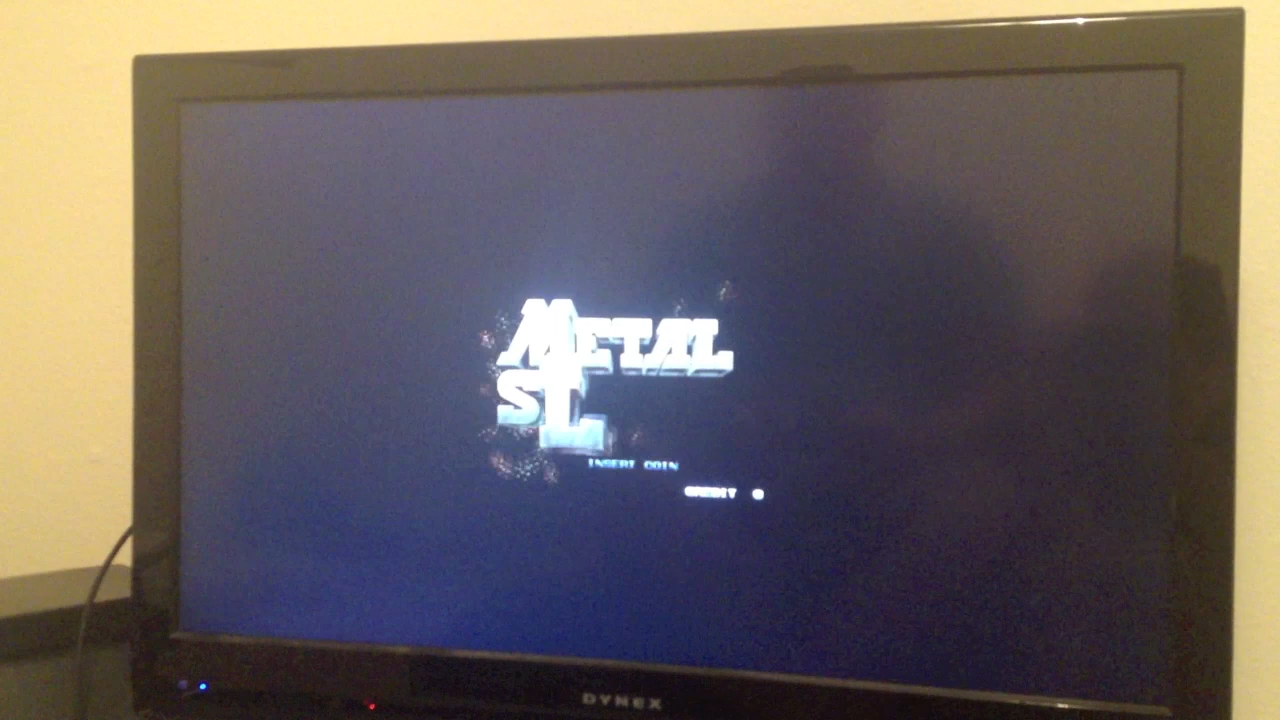 METAL
SL
INSERT COIN
CREDIT 0
DYNEX